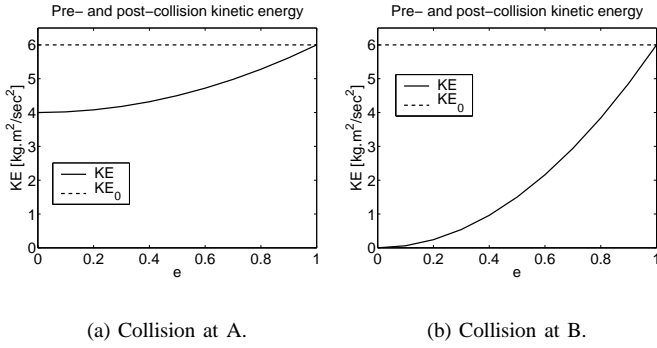 Pre− and post−collision kinetic energy
KE [kg.m²/sec²]
6
5
4
3
2
1
0
KE
KE₀
0 0.2 0.4 0.6 0.8 1
e
(a) Collision at A.
Pre− and post−collision kinetic energy
KE [kg.m²/sec²]
6
5
4
3
2
1
0
KE
KE₀
0 0.2 0.4 0.6 0.8 1
e
(b) Collision at B.